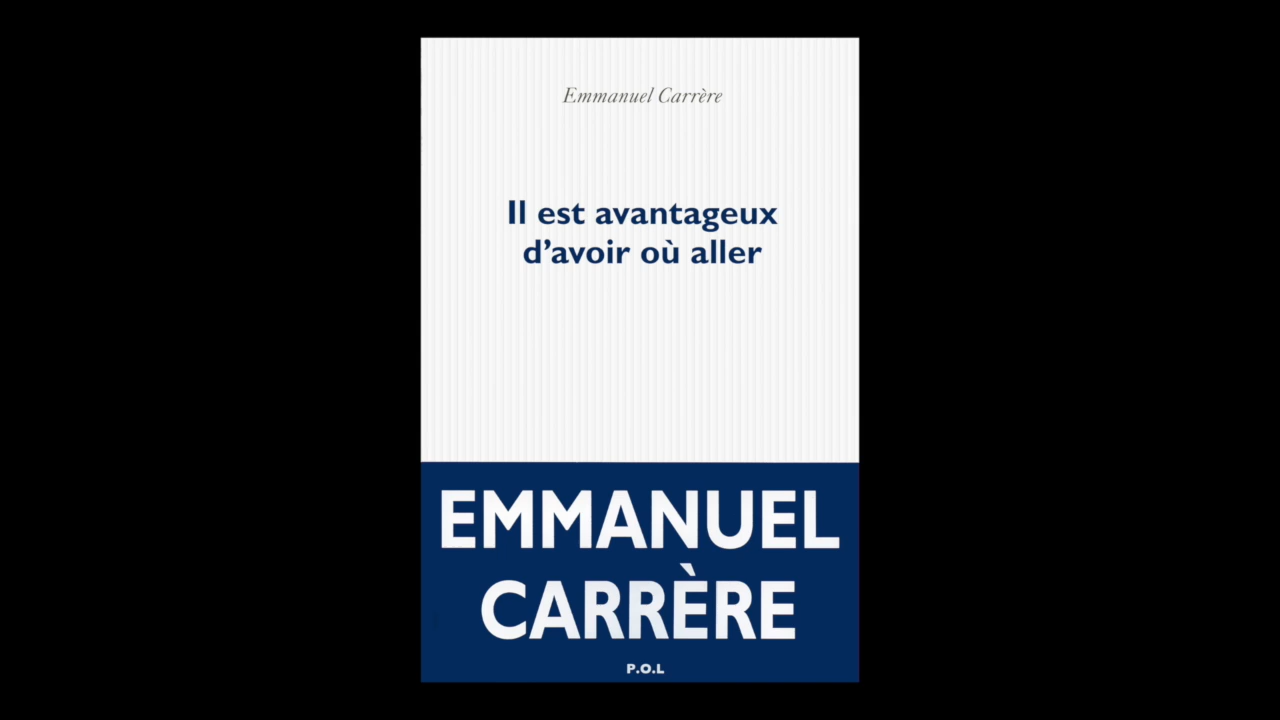 Emmanuel Carrère
Il est avantageux
d’avoir où aller
EMMANUEL
CARRÈRE
P.O.L